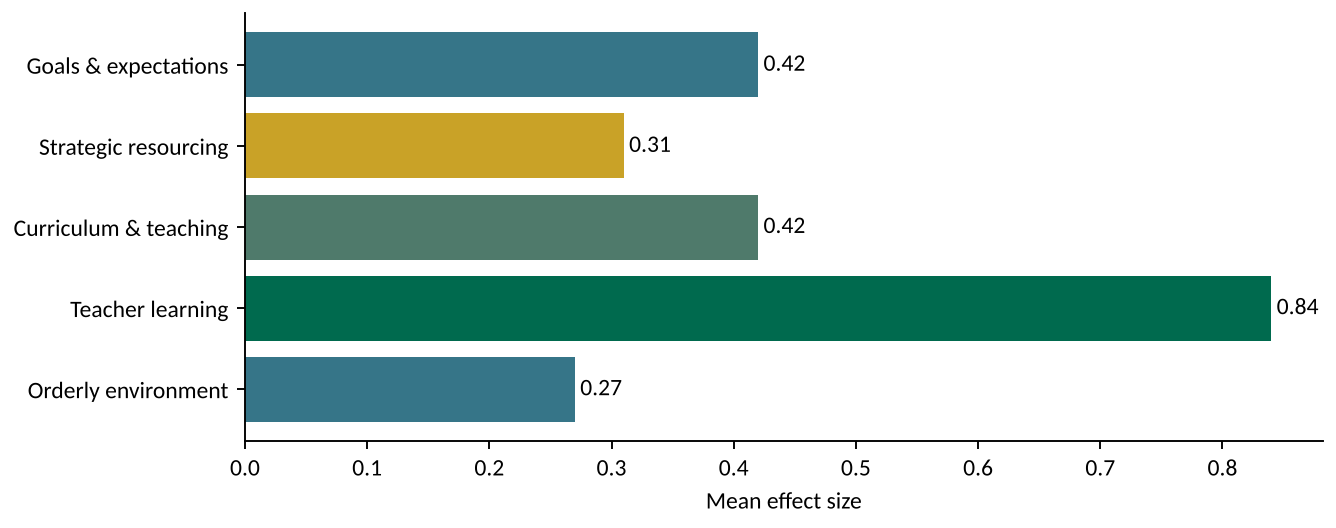 Goals & expectations 0.42
Strategic resourcing 0.31
Curriculum & teaching 0.42
Teacher learning 0.84
Orderly environment 0.27
0.0 0.1 0.2 0.3 0.4 0.5 0.6 0.7 0.8
Mean effect size